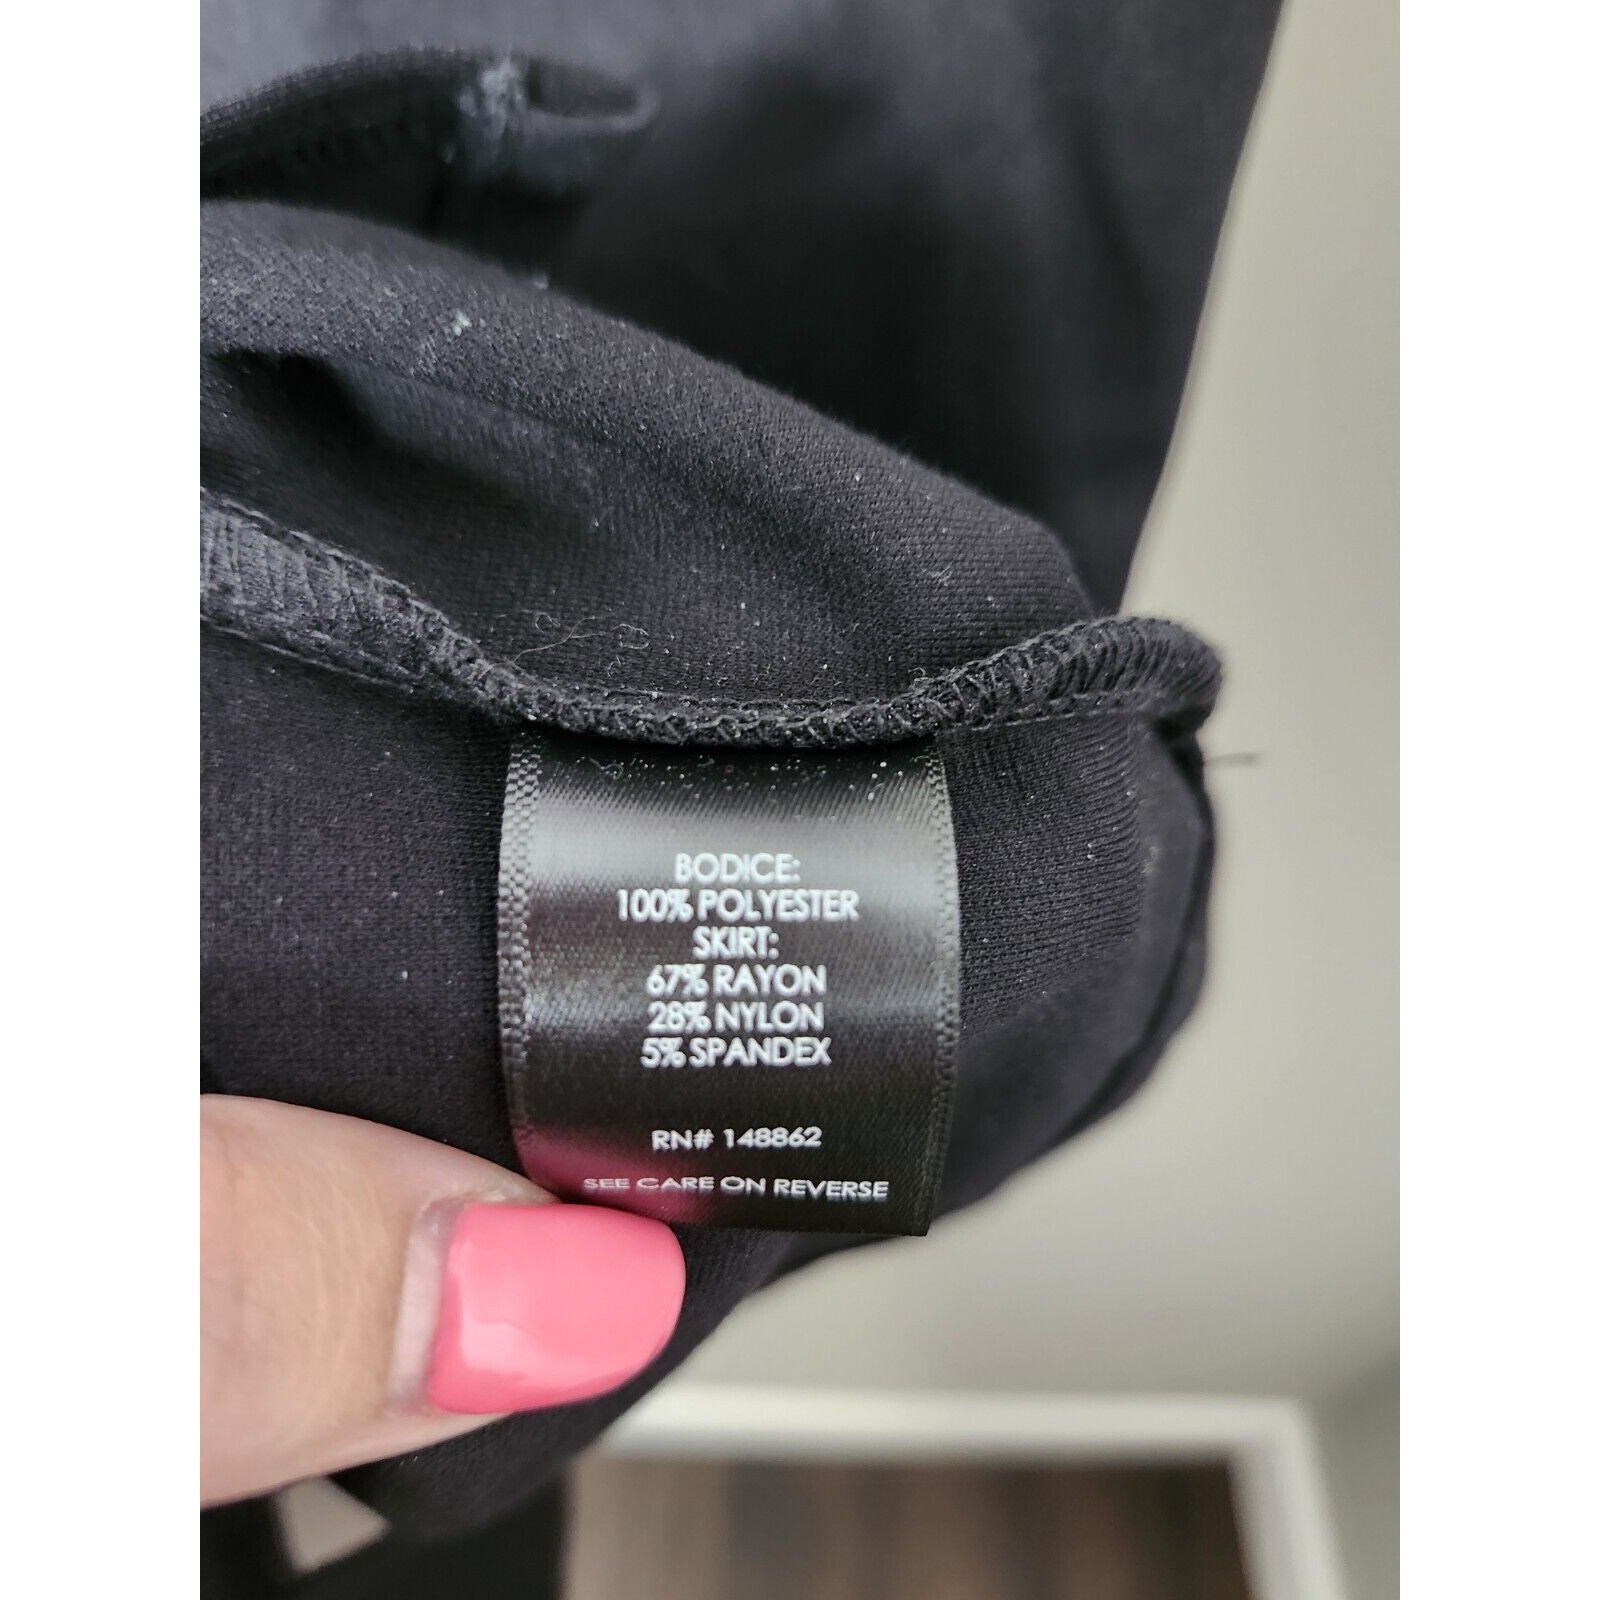 BODICE:
100% POLYESTER
SKIRT:
67% RAYON
28% NYLON
5% SPANDEX
RN# 148862
SEE CARE ON REVERSE